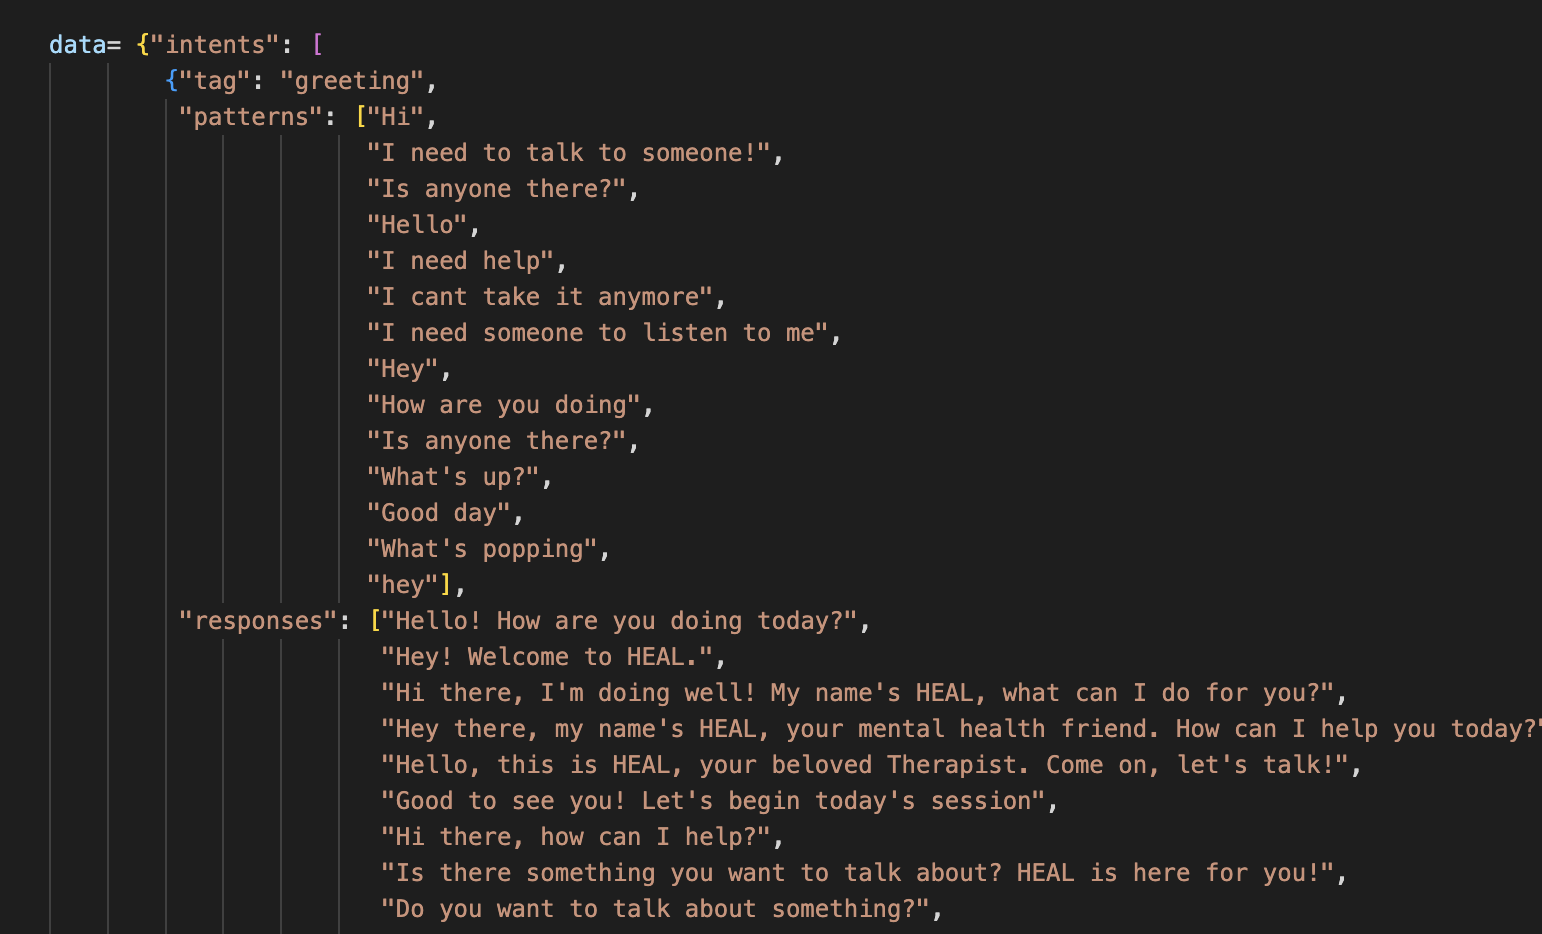 data= {"intents": [
{"tag": "greeting",
"patterns": ["Hi",
"I need to talk to someone!",
"Is anyone there?",
"Hello",
"I need help",
"I cant take it anymore",
"I need someone to listen to me",
"Hey",
"How are you doing",
"Is anyone there?",
"What's up?",
"Good day",
"What's popping",
"hey"],
"responses": ["Hello! How are you doing today?",
"Hey! Welcome to HEAL.",
"Hi there, I'm doing well! My name's HEAL, what can I do for you?",
"Hey there, my name's HEAL, your mental health friend. How can I help you today?"
"Hello, this is HEAL, your beloved Therapist. Come on, let's talk!",
"Good to see you! Let's begin today's session",
"Hi there, how can I help?",
"Is there something you want to talk about? HEAL is here for you!",
"Do you want to talk about something?",